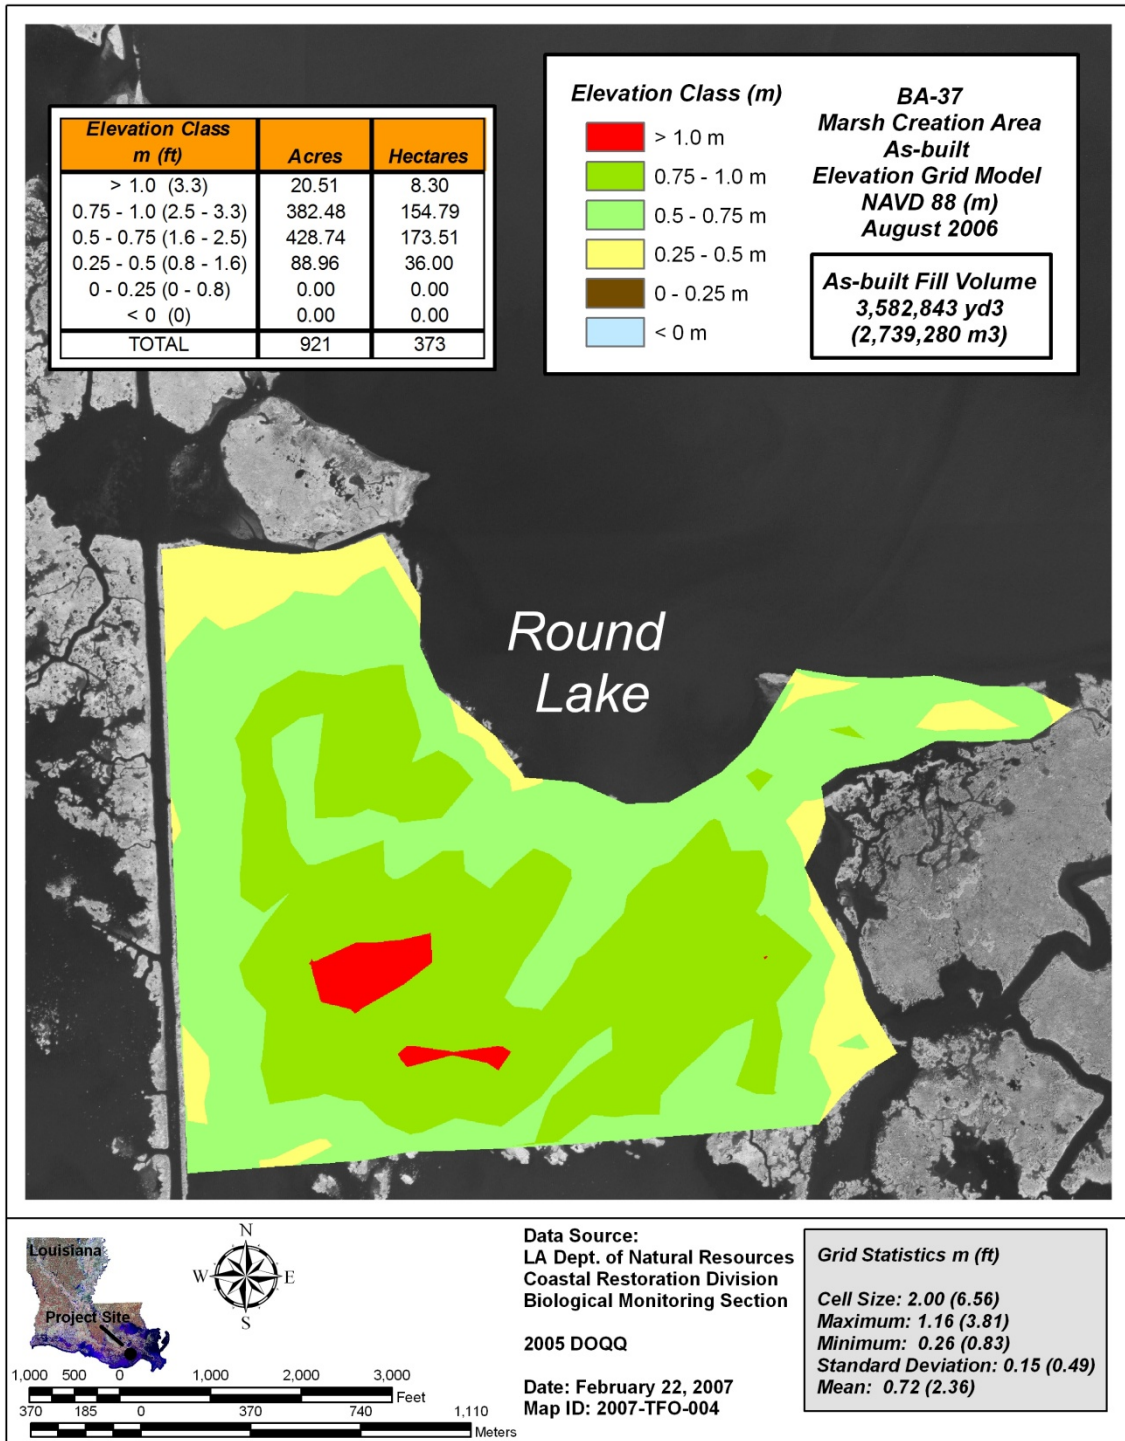 Elevation Class
m (ft) Acres Hectares
> 1.0 (3.3) 20.51 8.30
0.75 - 1.0 (2.5 - 3.3) 382.48 154.79
0.5 - 0.75 (1.6 - 2.5) 428.74 173.51
0.25 - 0.5 (0.8 - 1.6) 88.96 36.00
0 - 0.25 (0 - 0.8) 0.00 0.00
< 0 (0) 0.00 0.00
TOTAL 921 373
Elevation Class (m)
> 1.0 m
0.75 - 1.0 m
0.5 - 0.75 m
0.25 - 0.5 m
0 - 0.25 m
< 0 m
BA-37
Marsh Creation Area
As-built
Elevation Grid Model
NAVD 88 (m)
August 2006
As-built Fill Volume
3,582,843 yd3
(2,739,280 m3)
Round
Lake
Louisiana
Project Site
N
W E
S
1,000 500 0 1,000 2,000 3,000
Feet
370 185 0 370 740 1,110
Meters
Data Source:
LA Dept. of Natural Resources
Coastal Restoration Division
Biological Monitoring Section
2005 DOQQ
Date: February 22, 2007
Map ID: 2007-TFO-004
Grid Statistics m (ft)
Cell Size: 2.00 (6.56)
Maximum: 1.16 (3.81)
Minimum: 0.26 (0.83)
Standard Deviation: 0.15 (0.49)
Mean: 0.72 (2.36)